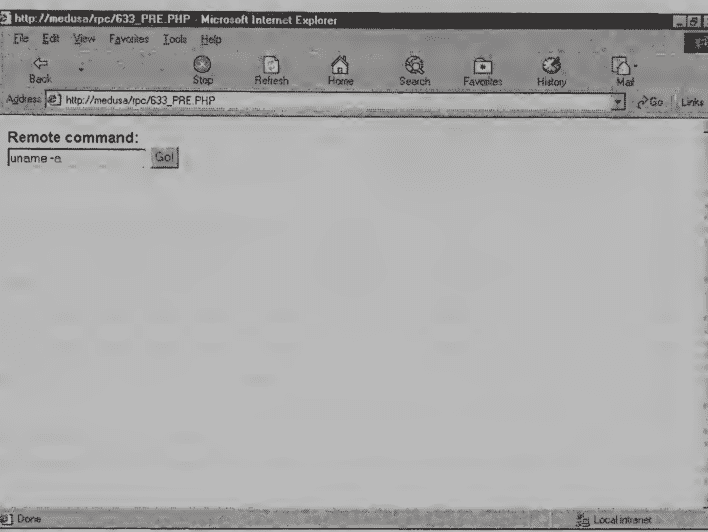 http://medusa/rpc/633_PRE.PHP - Microsoft Internet Explorer
File Edit View Favorites Tools Help
Back Stop Refresh Home Search Favorites History Mail
Address http://medusa/rpc/633_PRE.PHP Go Links
Remote command:
uname -a Go!
Done Local intranet